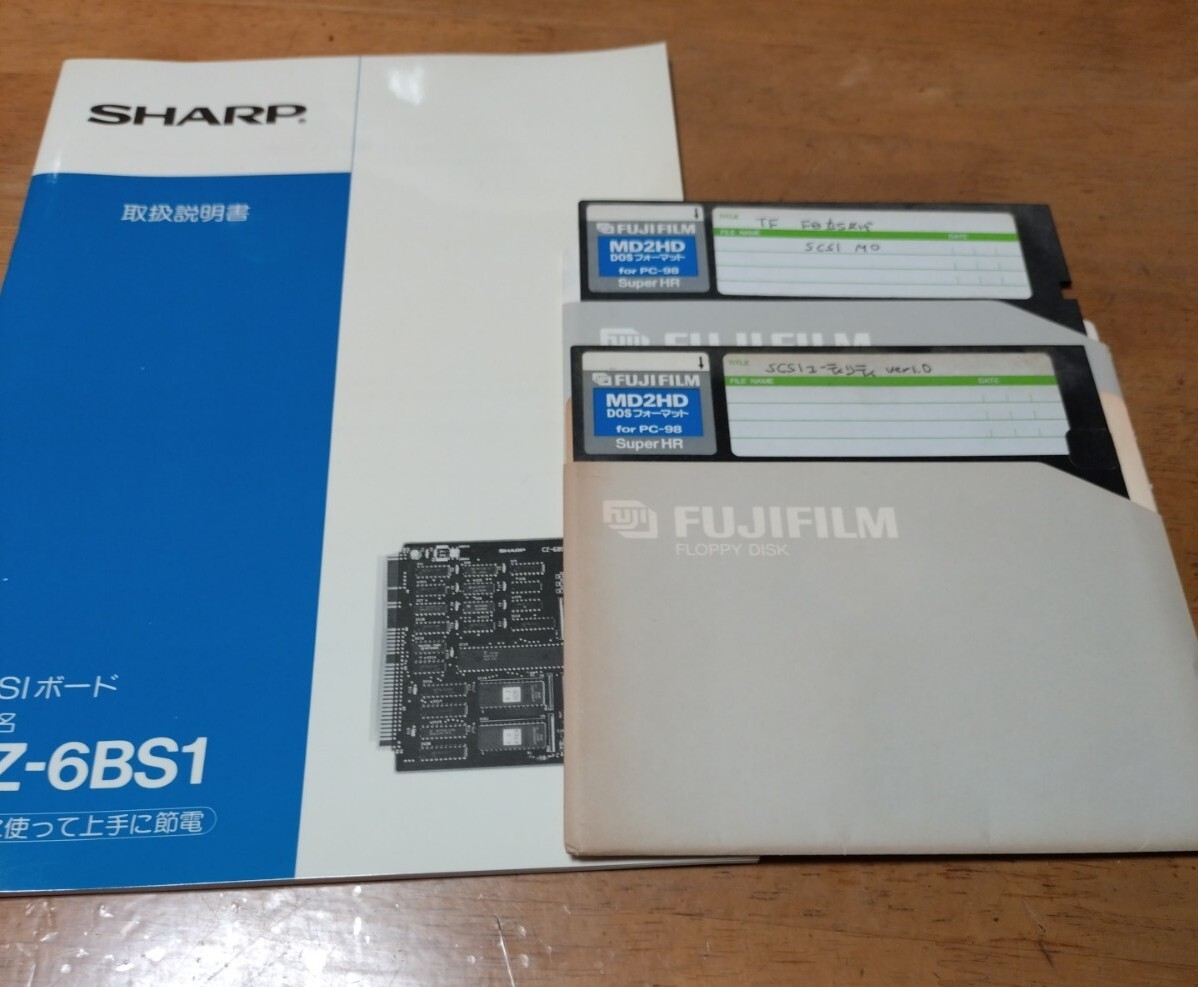 SHARP
取扱説明書
SIボード
名
Z-6BS1
使って上手に節電
SHARP
FUJIFILM
MD2HD
DOSフォーマット
for PC-98
Super HR
TITLE
TF
FILE NAME
DATE
SCSI MO
FUJIFILM
FUJIFILM
MD2HD
DOSフォーマット
for PC-98
Super HR
TITLE
SCSIユーティリティ ver1.0
FILE NAME
DATE
FUJI
FUJIFILM
FLOPPY DISK